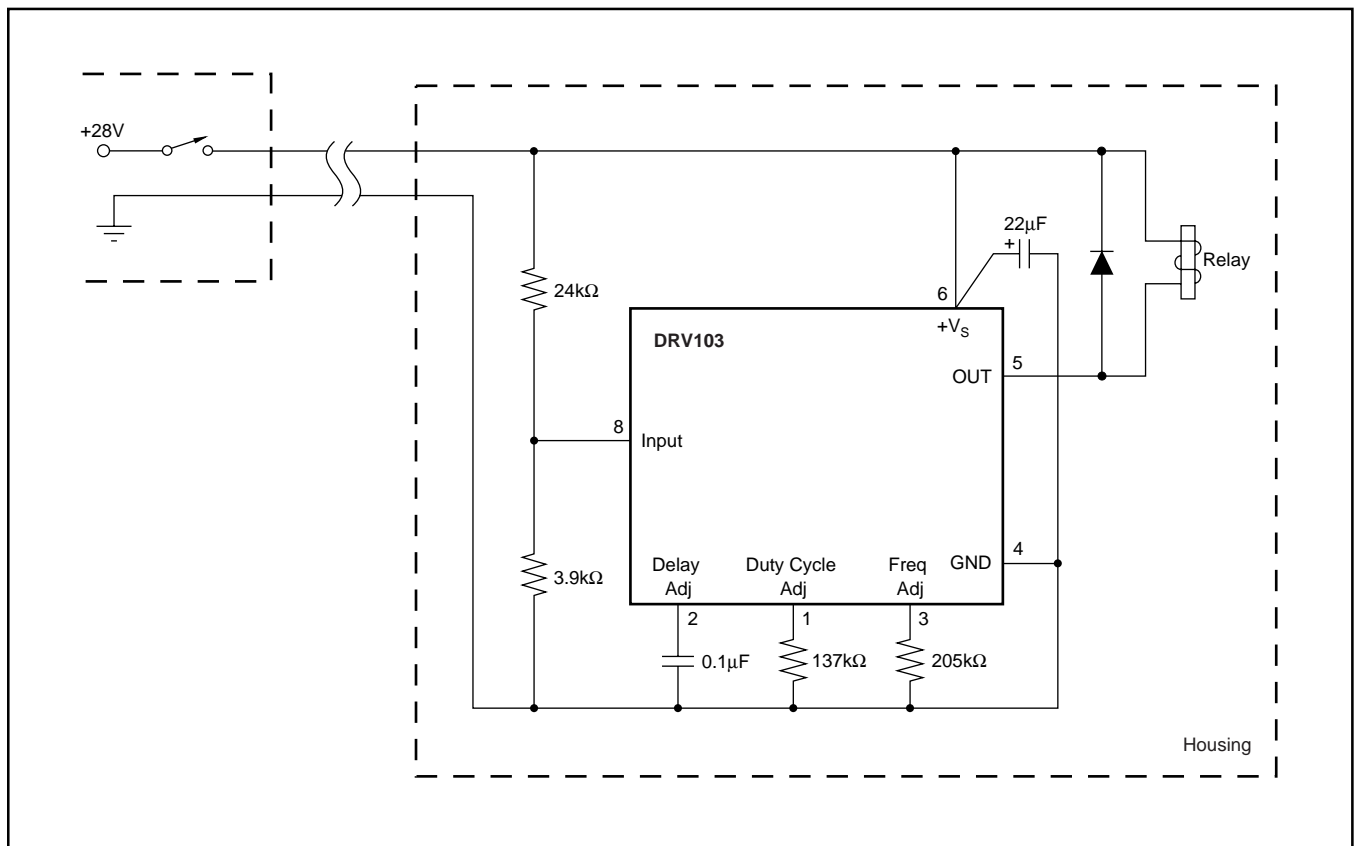 +28V
24kΩ
3.9kΩ
DRV103
8
Input
6
+V_S
22µF
+
OUT
5
Relay
GND
4
Delay
Adj
Duty Cycle
Adj
Freq
Adj
2
1
3
0.1µF
137kΩ
205kΩ
Housing